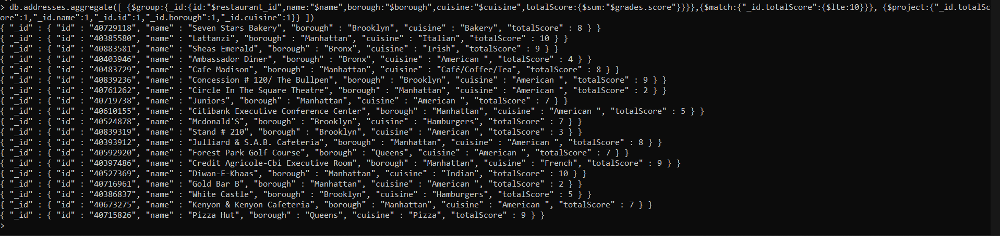 > db.addresses.aggregate([ {$group:{_id:{id:"$restaurant_id",name:"$name",borough:"$borough",cuisine:"$cuisine",totalScore:{$sum:"$grades.score"}}}},{$match:{"_id.totalScore":{$lte:10}}}, {$project:{"_id.totalSc
ore":1,"_id.name":1,"_id.id":1,"_id.borough":1,"_id.cuisine":1}} ])
{ "_id" : { "id" : "40729118", "name" : "Seven Stars Bakery", "borough" : "Brooklyn", "cuisine" : "Bakery", "totalScore" : 8 } }
{ "_id" : { "id" : "40385580", "name" : "Lattanzi", "borough" : "Manhattan", "cuisine" : "Italian", "totalScore" : 10 } }
{ "_id" : { "id" : "40883581", "name" : "Sheas Emerald", "borough" : "Bronx", "cuisine" : "Irish", "totalScore" : 9 } }
{ "_id" : { "id" : "40403946", "name" : "Ambassador Diner", "borough" : "Bronx", "cuisine" : "American ", "totalScore" : 4 } }
{ "_id" : { "id" : "40483729", "name" : "Cafe Madison", "borough" : "Manhattan", "cuisine" : "Café/Coffee/Tea", "totalScore" : 8 } }
{ "_id" : { "id" : "40839236", "name" : "Concession # 120/ The Bullpen", "borough" : "Brooklyn", "cuisine" : "American ", "totalScore" : 9 } }
{ "_id" : { "id" : "40761262", "name" : "Circle In The Square Theatre", "borough" : "Manhattan", "cuisine" : "American ", "totalScore" : 2 } }
{ "_id" : { "id" : "40719738", "name" : "Juniors", "borough" : "Manhattan", "cuisine" : "American ", "totalScore" : 7 } }
{ "_id" : { "id" : "40610155", "name" : "Citibank Executive Conference Center", "borough" : "Manhattan", "cuisine" : "American ", "totalScore" : 5 } }
{ "_id" : { "id" : "40524878", "name" : "Mcdonald'S", "borough" : "Brooklyn", "cuisine" : "Hamburgers", "totalScore" : 7 } }
{ "_id" : { "id" : "40839319", "name" : "Stand # 210", "borough" : "Brooklyn", "cuisine" : "American ", "totalScore" : 3 } }
{ "_id" : { "id" : "40393912", "name" : "Julliard & S.A.B. Cafeteria", "borough" : "Manhattan", "cuisine" : "American ", "totalScore" : 8 } }
{ "_id" : { "id" : "40592920", "name" : "Forest Park Golf Course", "borough" : "Queens", "cuisine" : "American ", "totalScore" : 7 } }
{ "_id" : { "id" : "40397486", "name" : "Credit Agricole-Cbi Executive Room", "borough" : "Manhattan", "cuisine" : "French", "totalScore" : 9 } }
{ "_id" : { "id" : "40527369", "name" : "Diwan-E-Khaas", "borough" : "Manhattan", "cuisine" : "Indian", "totalScore" : 10 } }
{ "_id" : { "id" : "40716961", "name" : "Gold Bar B", "borough" : "Manhattan", "cuisine" : "American ", "totalScore" : 2 } }
{ "_id" : { "id" : "40386837", "name" : "White Castle", "borough" : "Brooklyn", "cuisine" : "Hamburgers", "totalScore" : 5 } }
{ "_id" : { "id" : "40673275", "name" : "Kenyon & Kenyon Cafeteria", "borough" : "Manhattan", "cuisine" : "American ", "totalScore" : 7 } }
{ "_id" : { "id" : "40715826", "name" : "Pizza Hut", "borough" : "Queens", "cuisine" : "Pizza", "totalScore" : 9 } }
>